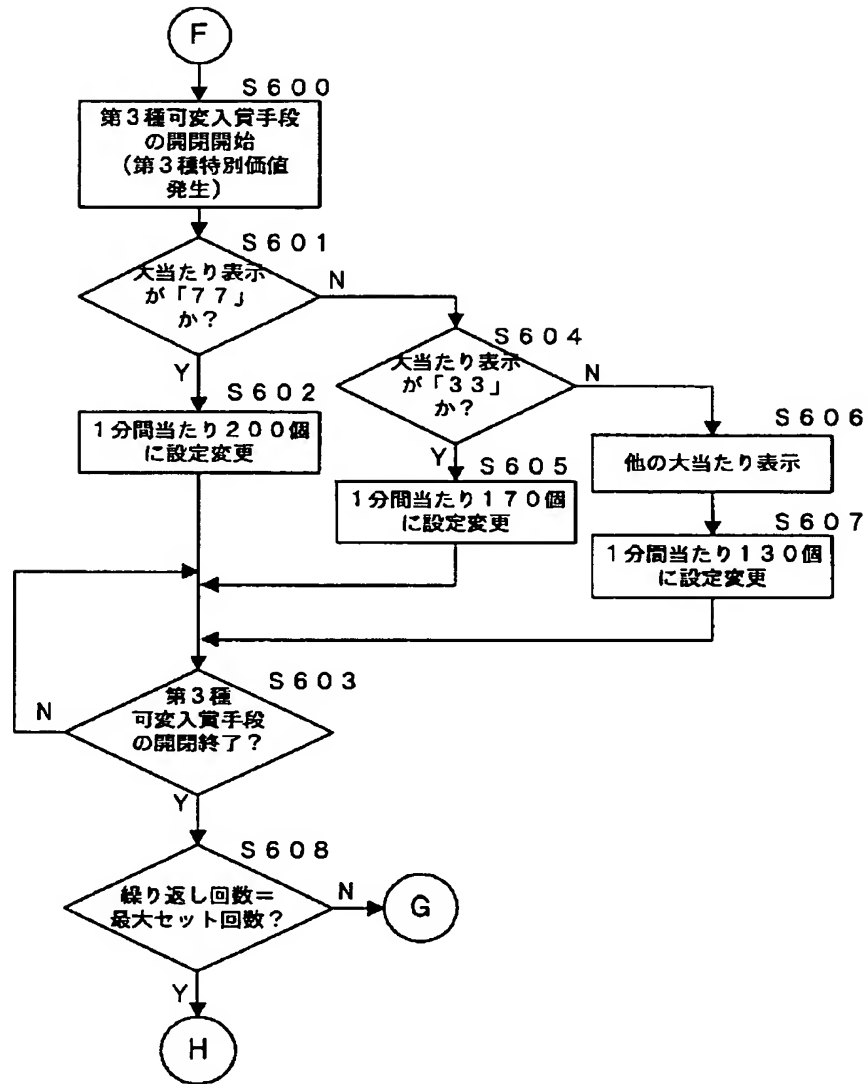 F
S600
第3種可変入賞手段
の開閉開始
(第3種特別価値
発生)
S601
大当たり表示
が「77」
か?
N
Y
S602
1分間当たり200個
に設定変更
S604
大当たり表示
が「33」
か?
N
Y
S605
1分間当たり170個
に設定変更
S606
他の大当たり表示
S607
1分間当たり130個
に設定変更
S603
第3種
可変入賞手段
の開閉終了?
N
Y
S608
繰り返し回数=
最大セット回数?
N
G
Y
H